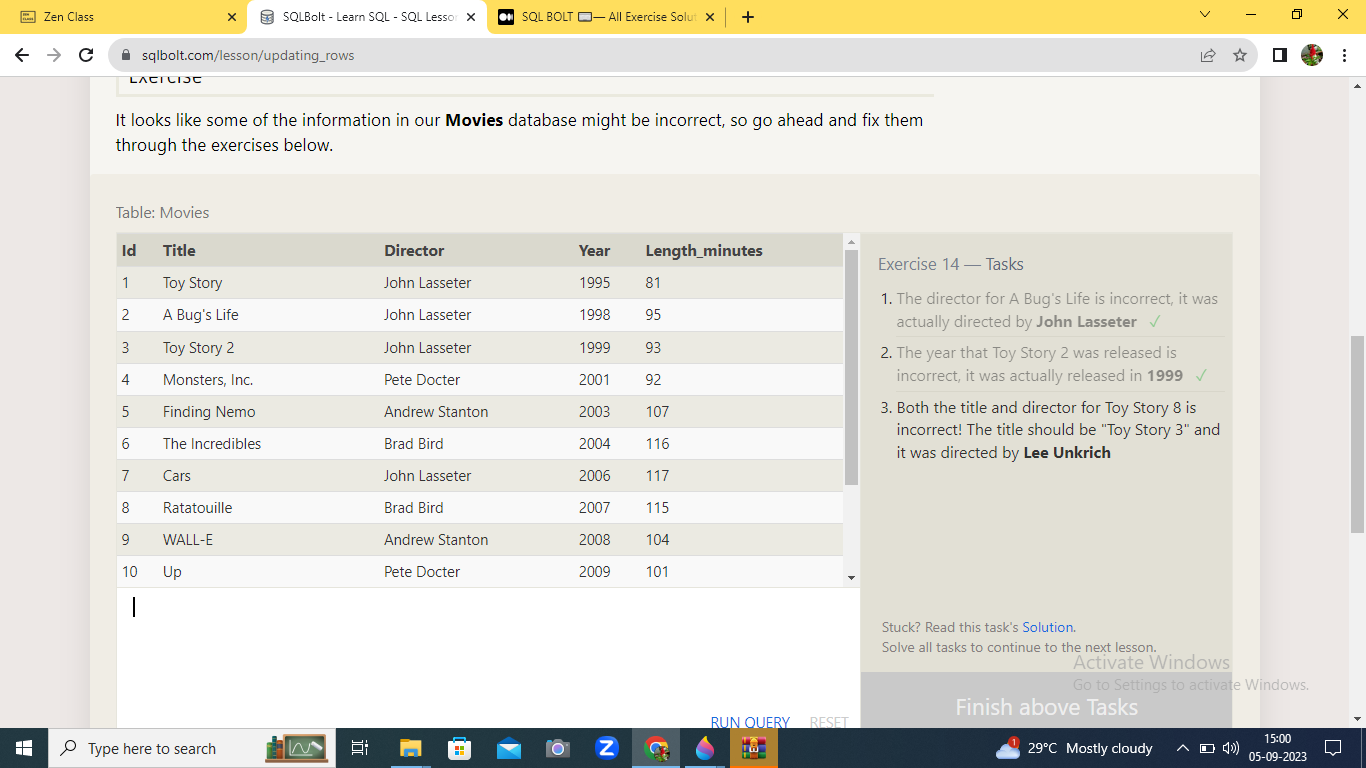 Zen Class
SQLBolt - Learn SQL - SQL Lesso
SQL BOLT — All Exercise Solut
sqlbolt.com/lesson/updating_rows
Exercise
It looks like some of the information in our Movies database might be incorrect, so go ahead and fix them
through the exercises below.
Table: Movies
Id Title Director Year Length_minutes
1 Toy Story John Lasseter 1995 81
2 A Bug's Life John Lasseter 1998 95
3 Toy Story 2 John Lasseter 1999 93
4 Monsters, Inc. Pete Docter 2001 92
5 Finding Nemo Andrew Stanton 2003 107
6 The Incredibles Brad Bird 2004 116
7 Cars John Lasseter 2006 117
8 Ratatouille Brad Bird 2007 115
9 WALL-E Andrew Stanton 2008 104
10 Up Pete Docter 2009 101
RUN QUERY RESET
Exercise 14 — Tasks
1. The director for A Bug's Life is incorrect, it was
actually directed by John Lasseter ✓
2. The year that Toy Story 2 was released is
incorrect, it was actually released in 1999 ✓
3. Both the title and director for Toy Story 8 is
incorrect! The title should be "Toy Story 3" and
it was directed by Lee Unkrich
Stuck? Read this task's Solution.
Solve all tasks to continue to the next lesson.
Activate Windows
Go to Settings to activate Windows.
Finish above Tasks
Type here to search
Z
1
29°C Mostly cloudy
15:00
05-09-2023